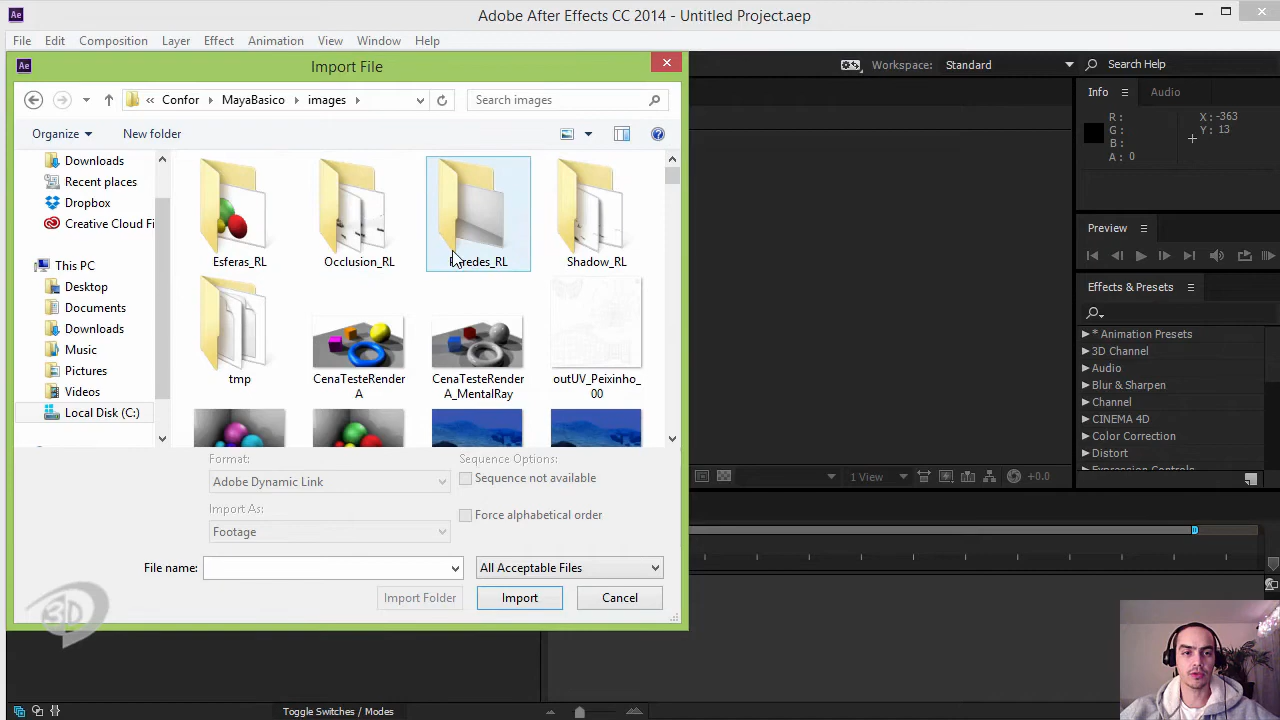 Adobe After Effects CC 2014 - Untitled Project.aep
File Edit Composition Layer Effect Animation View Window Help
Ae Import File
Workspace: Standard Search Help
« Confor MayaBasico images Search images
Info Audio
Organize New folder
R: X: -363
G: Y: 13
B:
A: 0
Downloads
Recent places
Dropbox
Creative Cloud Fi
This PC
Desktop
Documents
Downloads
Music
Pictures
Videos
Local Disk (C:)
Esferas_RL Occlusion_RL Paredes_RL Shadow_RL
tmp CenaTesteRender
A CenaTesteRender
A_MentalRay outUV_Peixinho_
00
Preview
Effects & Presets
* Animation Presets
3D Channel
Audio
Blur & Sharpen
Channel
CINEMA 4D
Color Correction
Distort
Expression Controls
Format: Sequence Options:
Adobe Dynamic Link Sequence not available
Import As: Force alphabetical order
Footage
1 View +0.0
File name: All Acceptable Files
Import Folder Import Cancel
3D
Toggle Switches / Modes